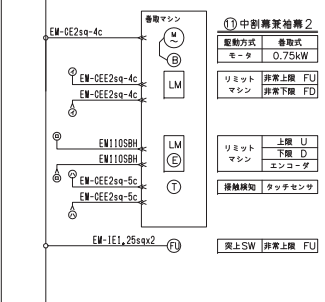 巻取マシン
⑪中割幕兼袖幕2
EM-CE2sq-4c
M
~
B
駆動方式 巻取式
モータ 0.75kW
EM-CEE2sq-4c
EM-CEE2sq-4c
LM
リミットマシン 非常上限 FU
非常下限 FD
EM110SBH
EM110SBH
LM
E
リミットマシン 上限 U
下限 D
エンコーダ
EM-CEE2sq-5c
EM-CEE2sq-5c
T
接触検知 タッチセンサ
EM-IE1.25sqx2
FU
突上SW 非常上限 FU